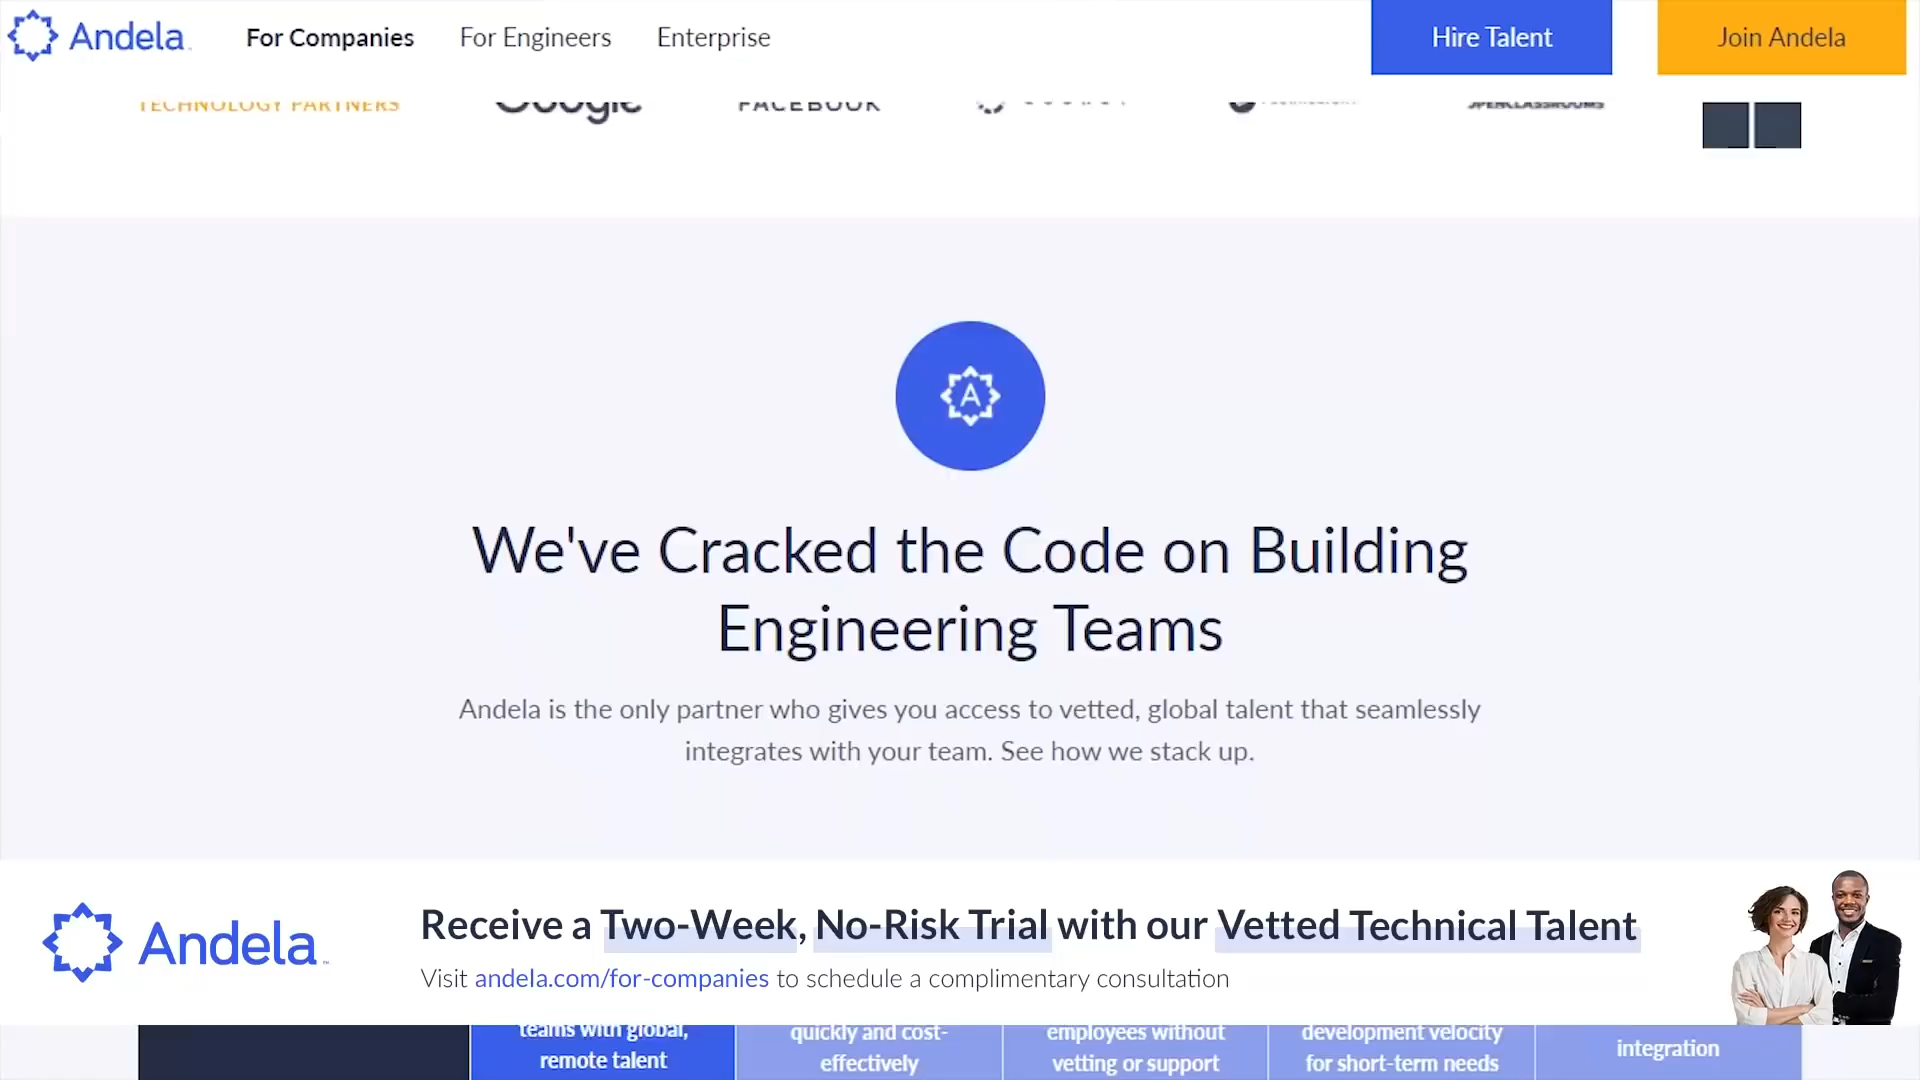 Andela
For Companies
For Engineers
Enterprise
Hire Talent
Join Andela
TECHNOLOGY PARTNERS
Google
FACEBOOK
OPENCLASSROOMS
A
We've Cracked the Code on Building
Engineering Teams
Andela is the only partner who gives you access to vetted, global talent that seamlessly
integrates with your team. See how we stack up.
Andela
Receive a Two-Week, No-Risk Trial with our Vetted Technical Talent
Visit andela.com/for-companies to schedule a complimentary consultation
teams with global,
remote talent
quickly and cost-
effectively
employees without
vetting or support
development velocity
for short-term needs
integration